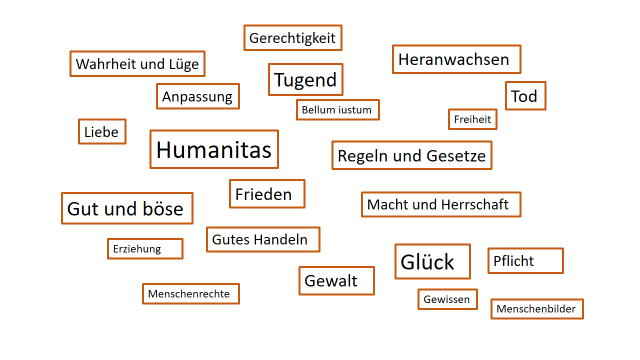 Gerechtigkeit
Wahrheit und Lüge
Heranwachsen
Tugend
Anpassung
Tod
Bellum iustum
Freiheit
Liebe
Humanitas
Regeln und Gesetze
Frieden
Gut und böse
Macht und Herrschaft
Gutes Handeln
Erziehung
Glück
Pflicht
Gewalt
Menschenrechte
Gewissen
Menschenbilder